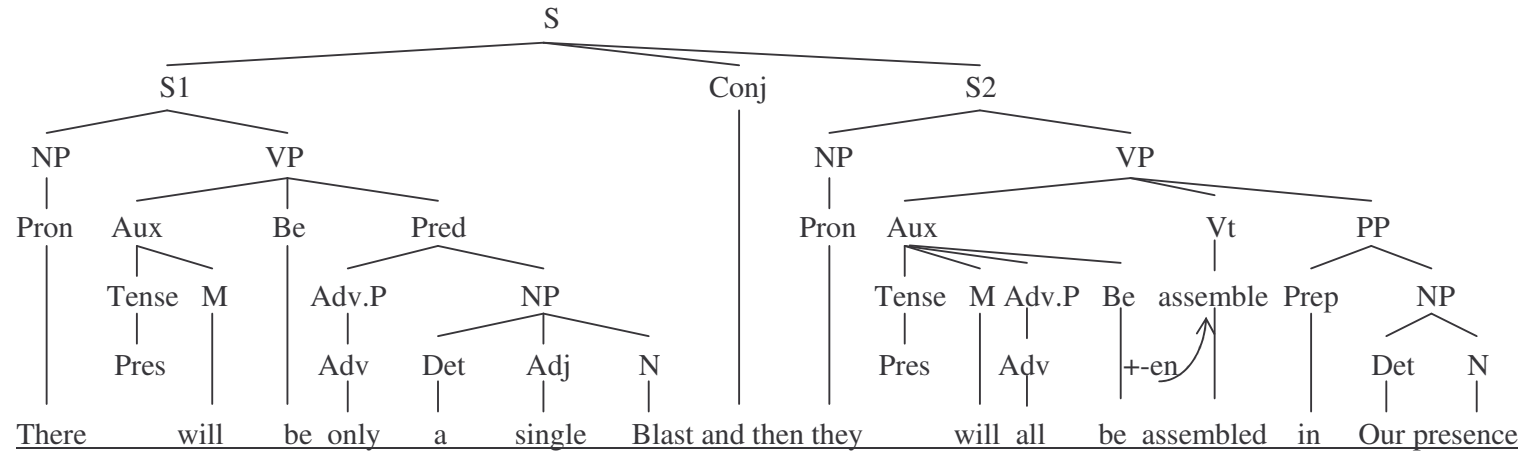 S
S1 Conj S2
NP VP NP VP
Pron Aux Be Pred Pron Aux Vt PP
Tense M Adv.P NP Tense M Adv.P Be assemble Prep NP
Pres Adv Det Adj N Pres Adv +-en Det N
There will be only a single Blast and then they will all be assembled in Our presence